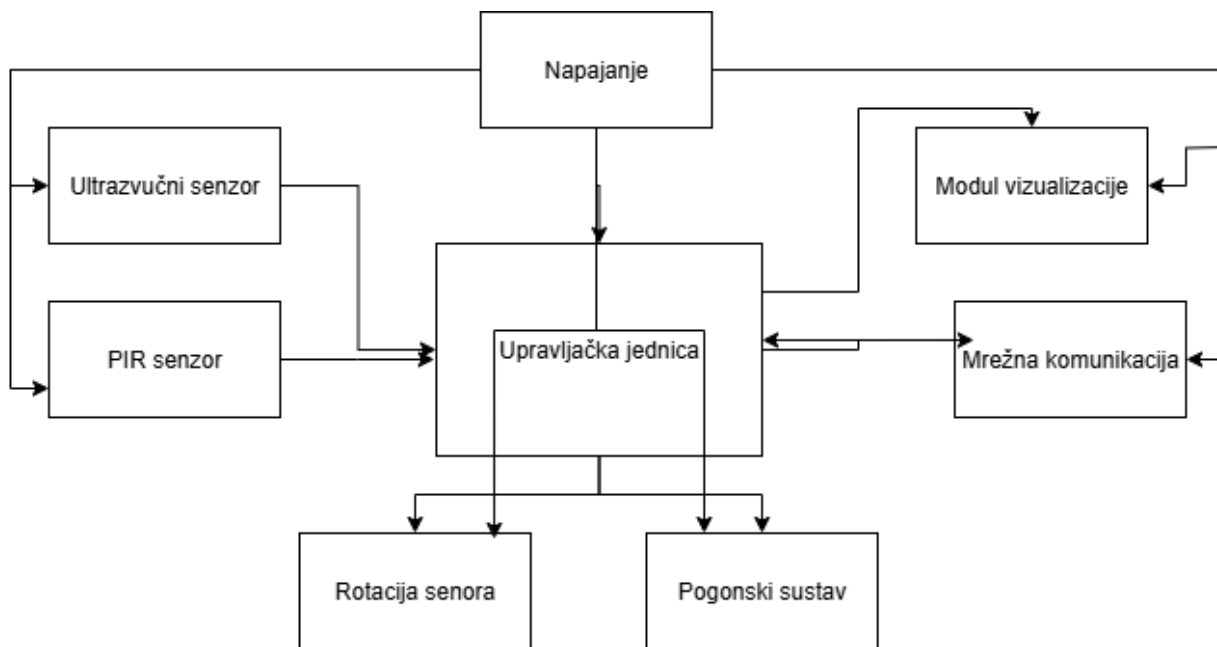 Napajanje
Ultrazvučni senzor
Modul vizualizacije
PIR senzor
Upravljačka jednica
Mrežna komunikacija
Rotacija senora
Pogonski sustav